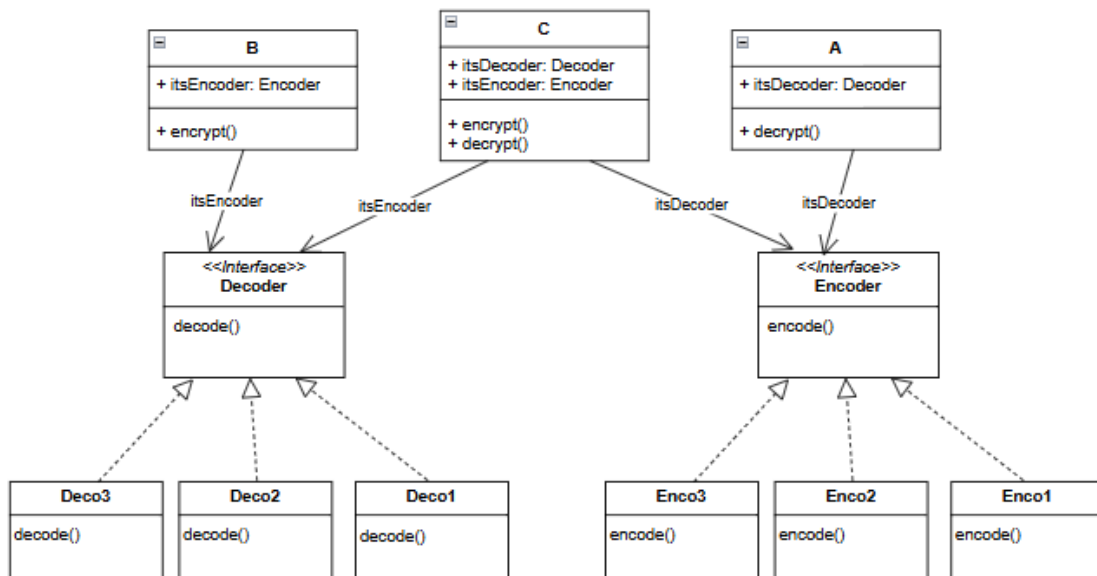 B
+ itsEncoder: Encoder
+ encrypt()
C
+ itsDecoder: Decoder
+ itsEncoder: Encoder
+ encrypt()
+ decrypt()
A
+ itsDecoder: Decoder
+ decrypt()
itsEncoder
itsEncoder
itsDecoder
itsDecoder
<<Interface>>
Decoder
decode()
<<Interface>>
Encoder
encode()
Deco3
decode()
Deco2
decode()
Deco1
decode()
Enco3
encode()
Enco2
encode()
Enco1
encode()